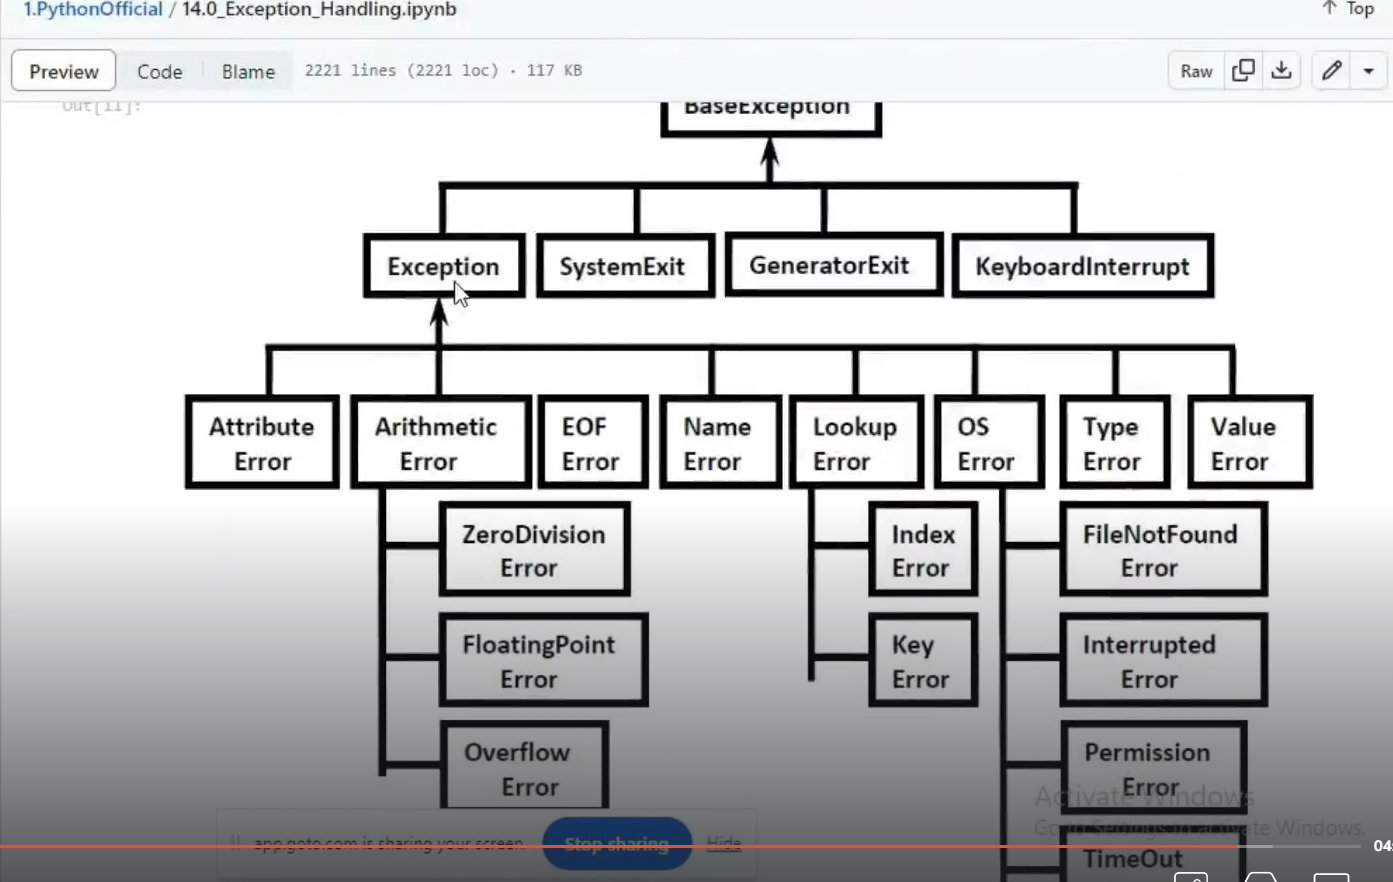 1.PythonOfficial / 14.0_Exception_Handling.ipynb
Top
Preview Code Blame 2221 lines (2221 loc) · 117 KB
Raw
Out[11]:
BaseException
Exception SystemExit GeneratorExit KeyboardInterrupt
Attribute Error
Arithmetic Error
EOF Error
Name Error
Lookup Error
OS Error
Type Error
Value Error
ZeroDivision Error
FloatingPoint Error
Overflow Error
Index Error
Key Error
FileNotFound Error
Interrupted Error
Permission Error
TimeOut
Activate Windows
Go to Settings to activate Windows.
app.goto.com is sharing your screen. Stop sharing Hide
04: